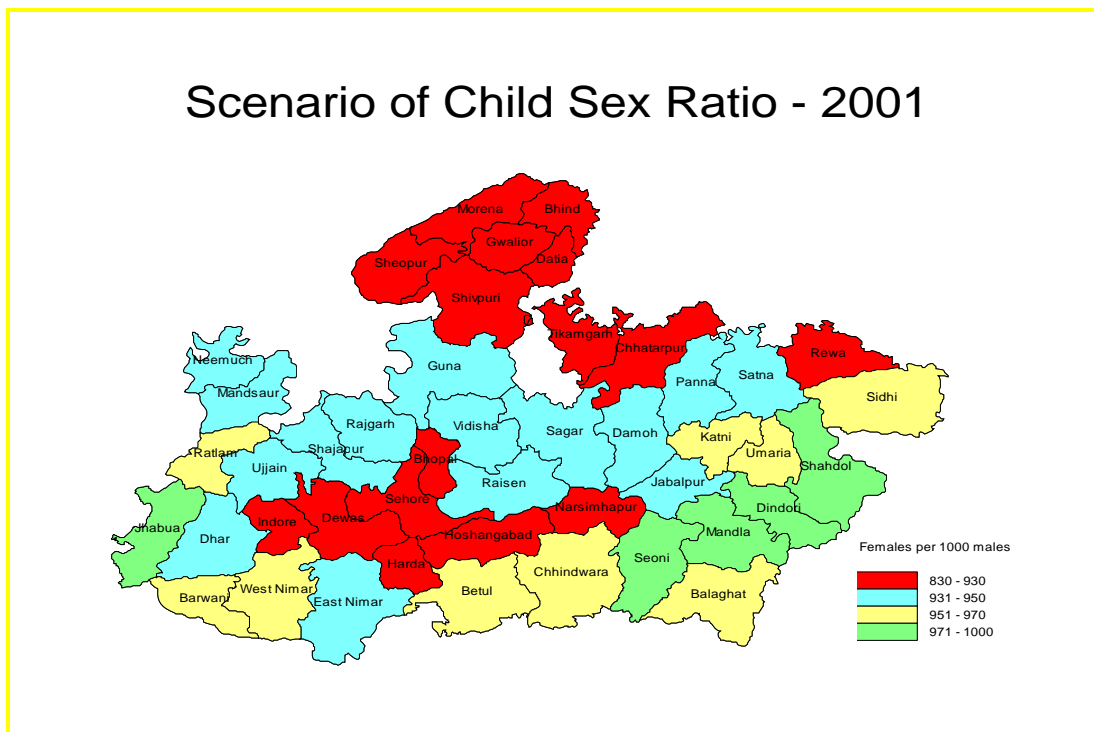 Scenario of Child Sex Ratio - 2001
Morena
Bhind
Gwalior
Datia
Sheopur
Shivpuri
Tikamgarh
Chhatarpur
Rewa
Neemuch
Guna
Panna
Satna
Mandsaur
Sidhi
Rajgarh
Vidisha
Sagar
Damoh
Katni
Ratlam
Shajapur
Bhopal
Umaria
Ujjain
Shahdol
Raisen
Jabalpur
Sehore
Narsimhapur
Dindori
Jhabua
Indore
Dewas
Dhar
Hoshangabad
Mandla
Harda
Seoni
Chhindwara
West Nimar
Barwani
East Nimar
Betul
Balaghat
Females per 1000 males
830 - 930
931 - 950
951 - 970
971 - 1000